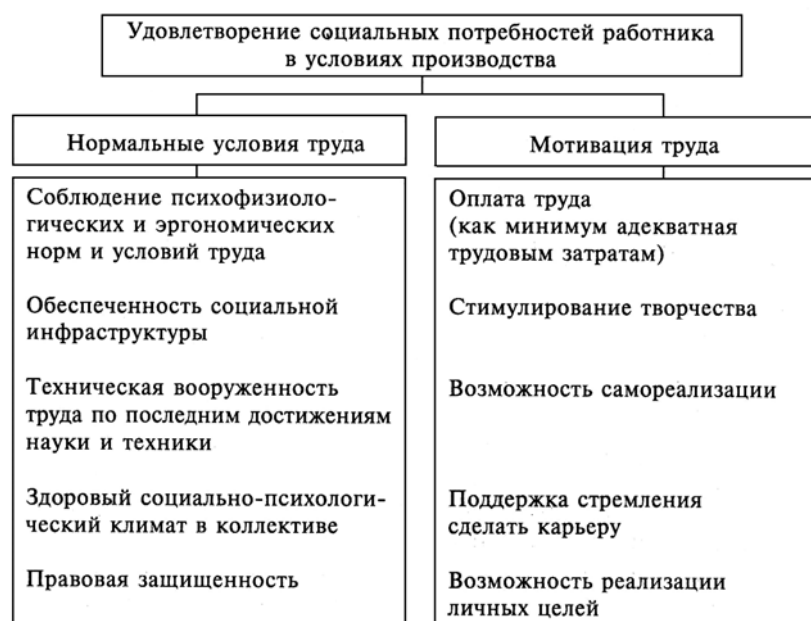 Удовлетворение социальных потребностей работника
в условиях производства
Нормальные условия труда
Соблюдение психофизиоло-
гических и эргономических
норм и условий труда
Обеспеченность социальной
инфраструктуры
Техническая вооруженность
труда по последним достижениям
науки и техники
Здоровый социально-психологи-
ческий климат в коллективе
Правовая защищенность
Мотивация труда
Оплата труда
(как минимум адекватная
трудовым затратам)
Стимулирование творчества
Возможность самореализации
Поддержка стремления
сделать карьеру
Возможность реализации
личных целей